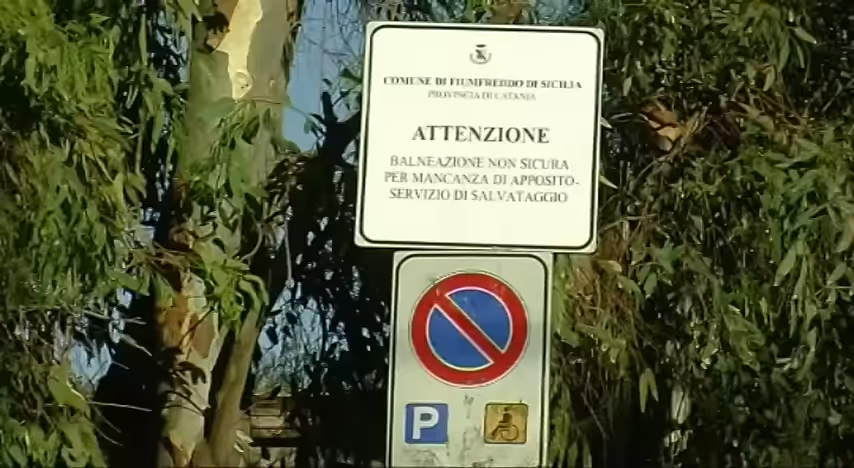 COMUNE DI FIUMEFREDDO DI SICILIA
PROVINCIA DI CATANIA
ATTENZIONE
BALNEAZIONE NON SICURA
PER MANCANZA DI APPOSITO
SERVIZIO DI SALVATAGGIO
P